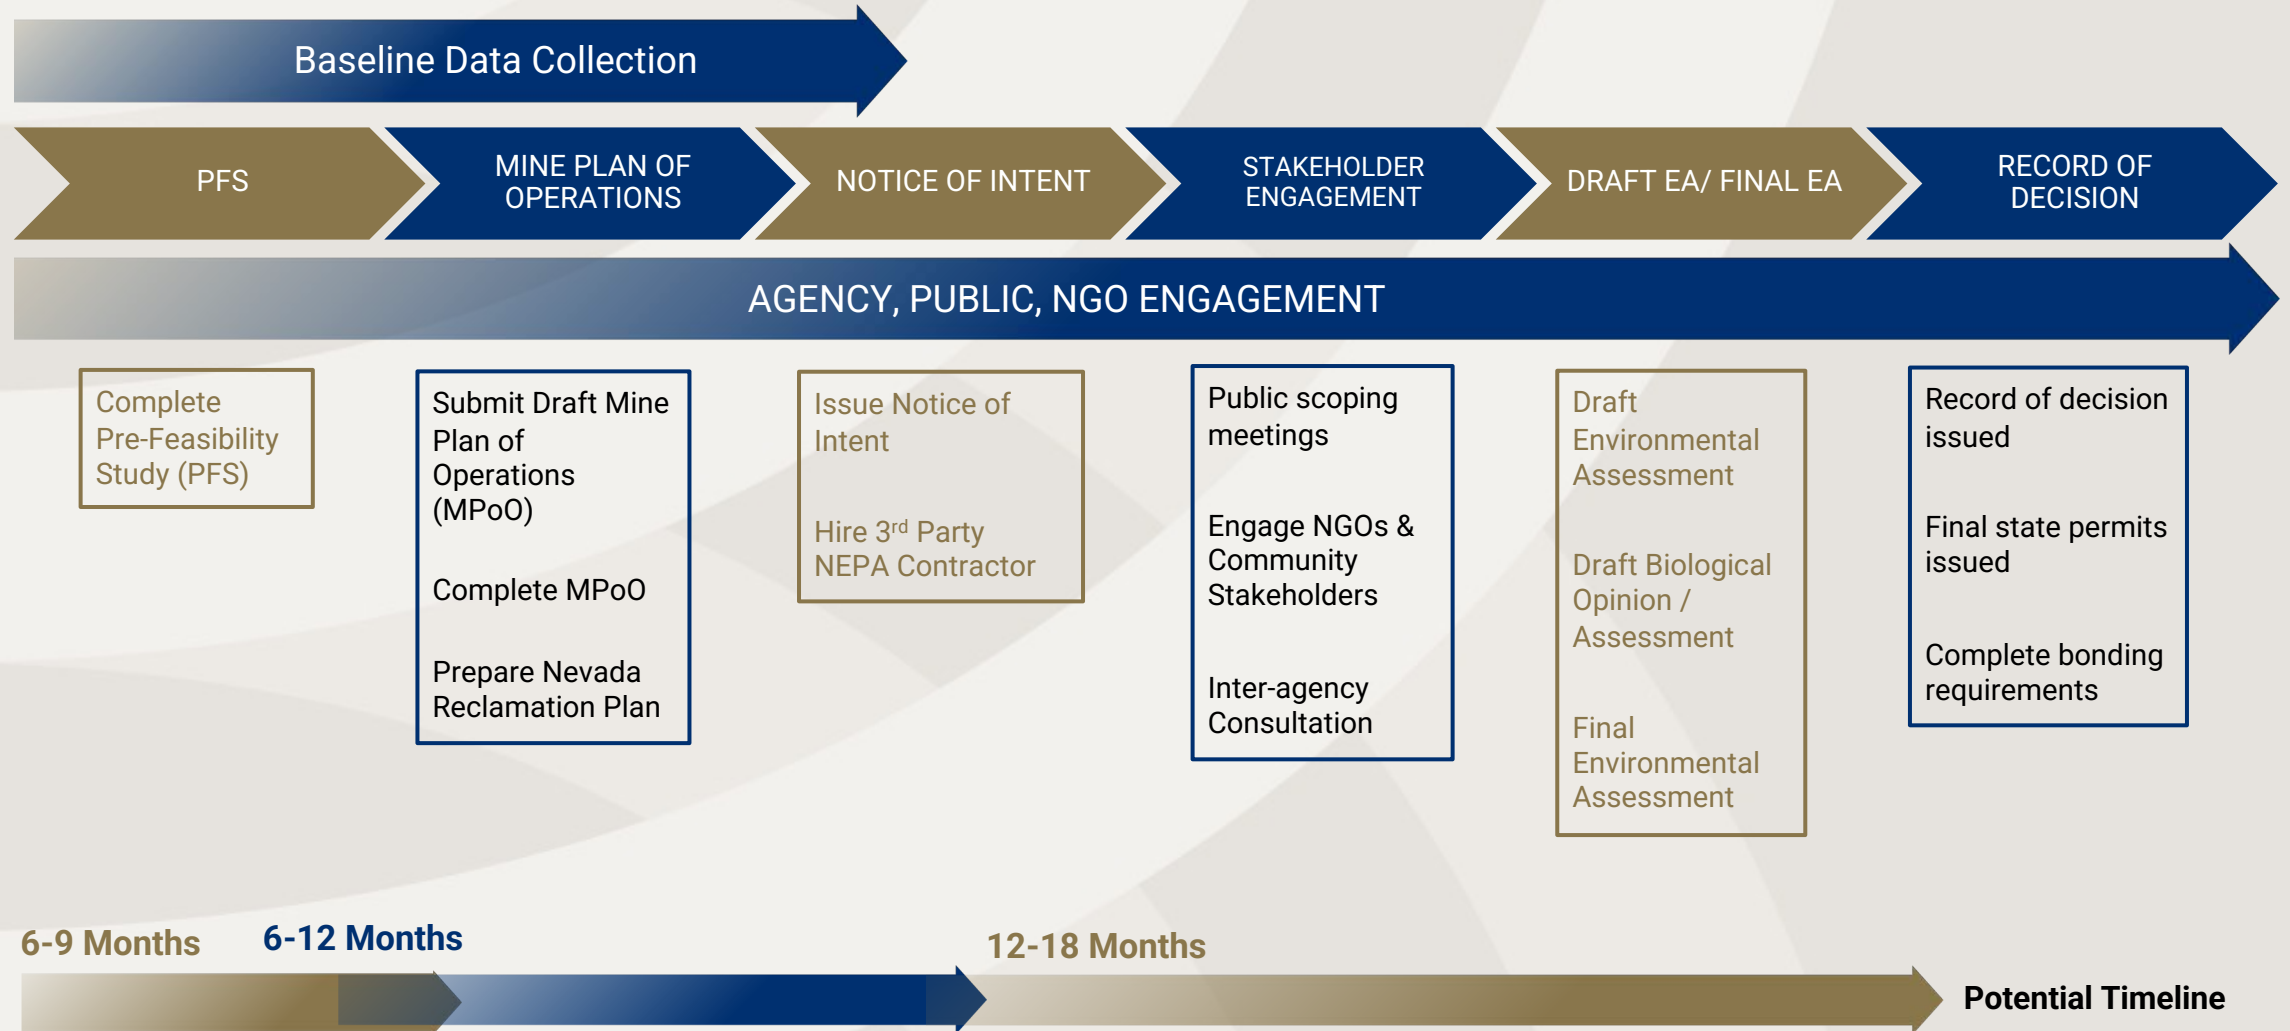 Baseline Data Collection
PFS
MINE PLAN OF
OPERATIONS
NOTICE OF INTENT
STAKEHOLDER
ENGAGEMENT
DRAFT EA/ FINAL EA
RECORD OF
DECISION
AGENCY, PUBLIC, NGO ENGAGEMENT
Complete
Pre-Feasibility
Study (PFS)
Submit Draft Mine
Plan of
Operations
(MPoO)
Complete MPoO
Prepare Nevada
Reclamation Plan
Issue Notice of
Intent
Hire 3rd Party
NEPA Contractor
Public scoping
meetings
Engage NGOs &
Community
Stakeholders
Inter-agency
Consultation
Draft
Environmental
Assessment
Draft Biological
Opinion /
Assessment
Final
Environmental
Assessment
Record of decision
issued
Final state permits
issued
Complete bonding
requirements
6-9 Months
6-12 Months
12-18 Months
Potential Timeline